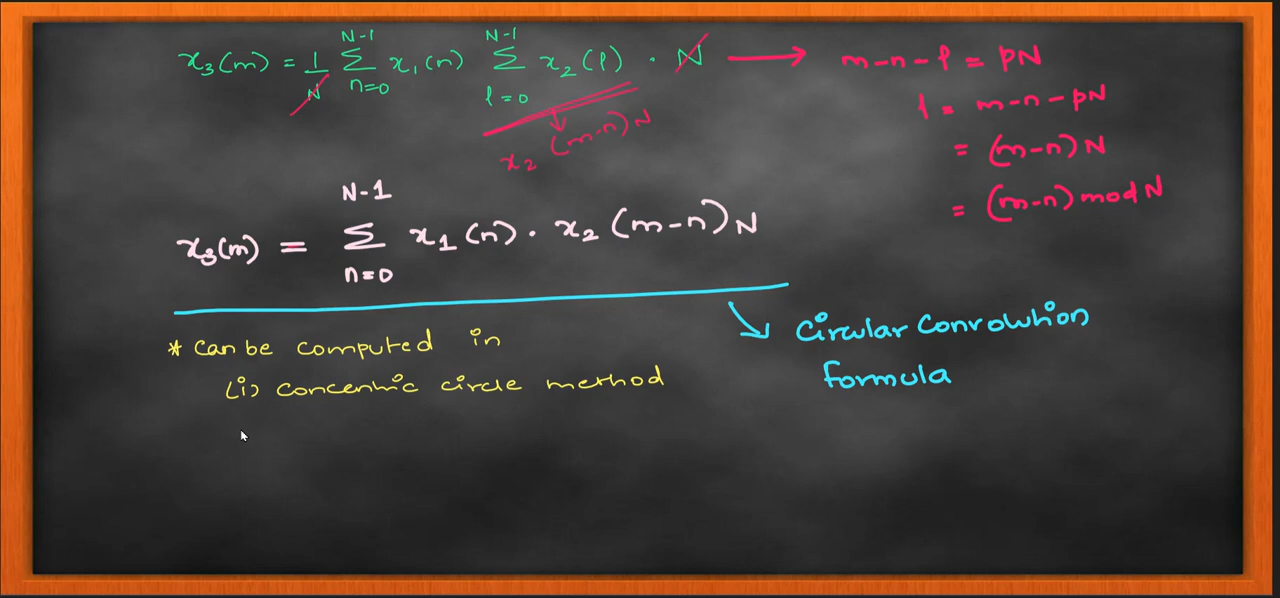 x₃(m) = 1/N Σ_{n=0}^{N-1} x₁(n) Σ_{l=0}^{N-1} x₂(l) · N → m-n-l = pN
l = m-n-pN
x₂ (m-n)N
= (m-n)N
= (m-n) mod N
x₃(m) = Σ_{n=0}^{N-1} x₁(n) · x₂(m-n)N
Circular Convolution
formula
* Can be computed in
(i) concentric circle method